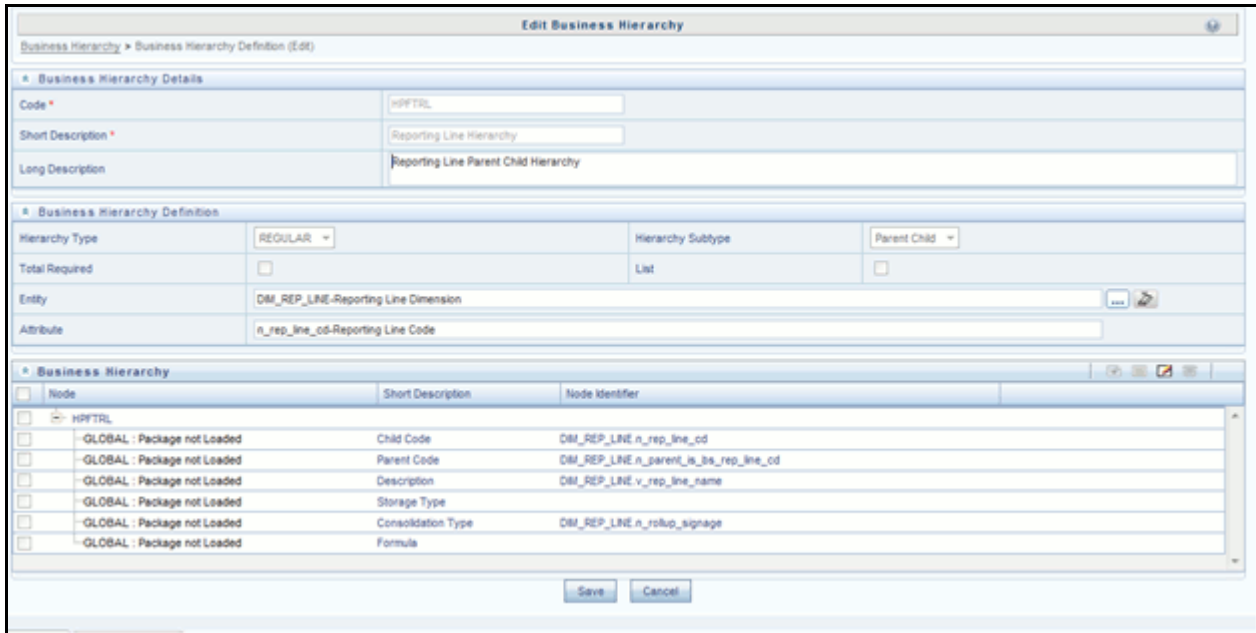 Edit Business Hierarchy
Business Hierarchy > Business Hierarchy Definition (Edit)
Business Hierarchy Details
Code *
HPFTRL
Short Description *
Reporting Line Hierarchy
Long Description
Reporting Line Parent Child Hierarchy
Business Hierarchy Definition
Hierarchy Type
REGULAR
Hierarchy Subtype
Parent Child
Total Required
List
Entity
DIM_REP_LINE-Reporting Line Dimension
...
Attribute
n_rep_line_cd-Reporting Line Code
Business Hierarchy
Node Short Description Node Identifier
HPFTRL
GLOBAL : Package not Loaded Child Code DIM_REP_LINE.n_rep_line_cd
GLOBAL : Package not Loaded Parent Code DIM_REP_LINE.n_parent_is_bs_rep_line_cd
GLOBAL : Package not Loaded Description DIM_REP_LINE.v_rep_line_name
GLOBAL : Package not Loaded Storage Type
GLOBAL : Package not Loaded Consolidation Type DIM_REP_LINE.n_rollup_signage
GLOBAL : Package not Loaded Formula
Save Cancel